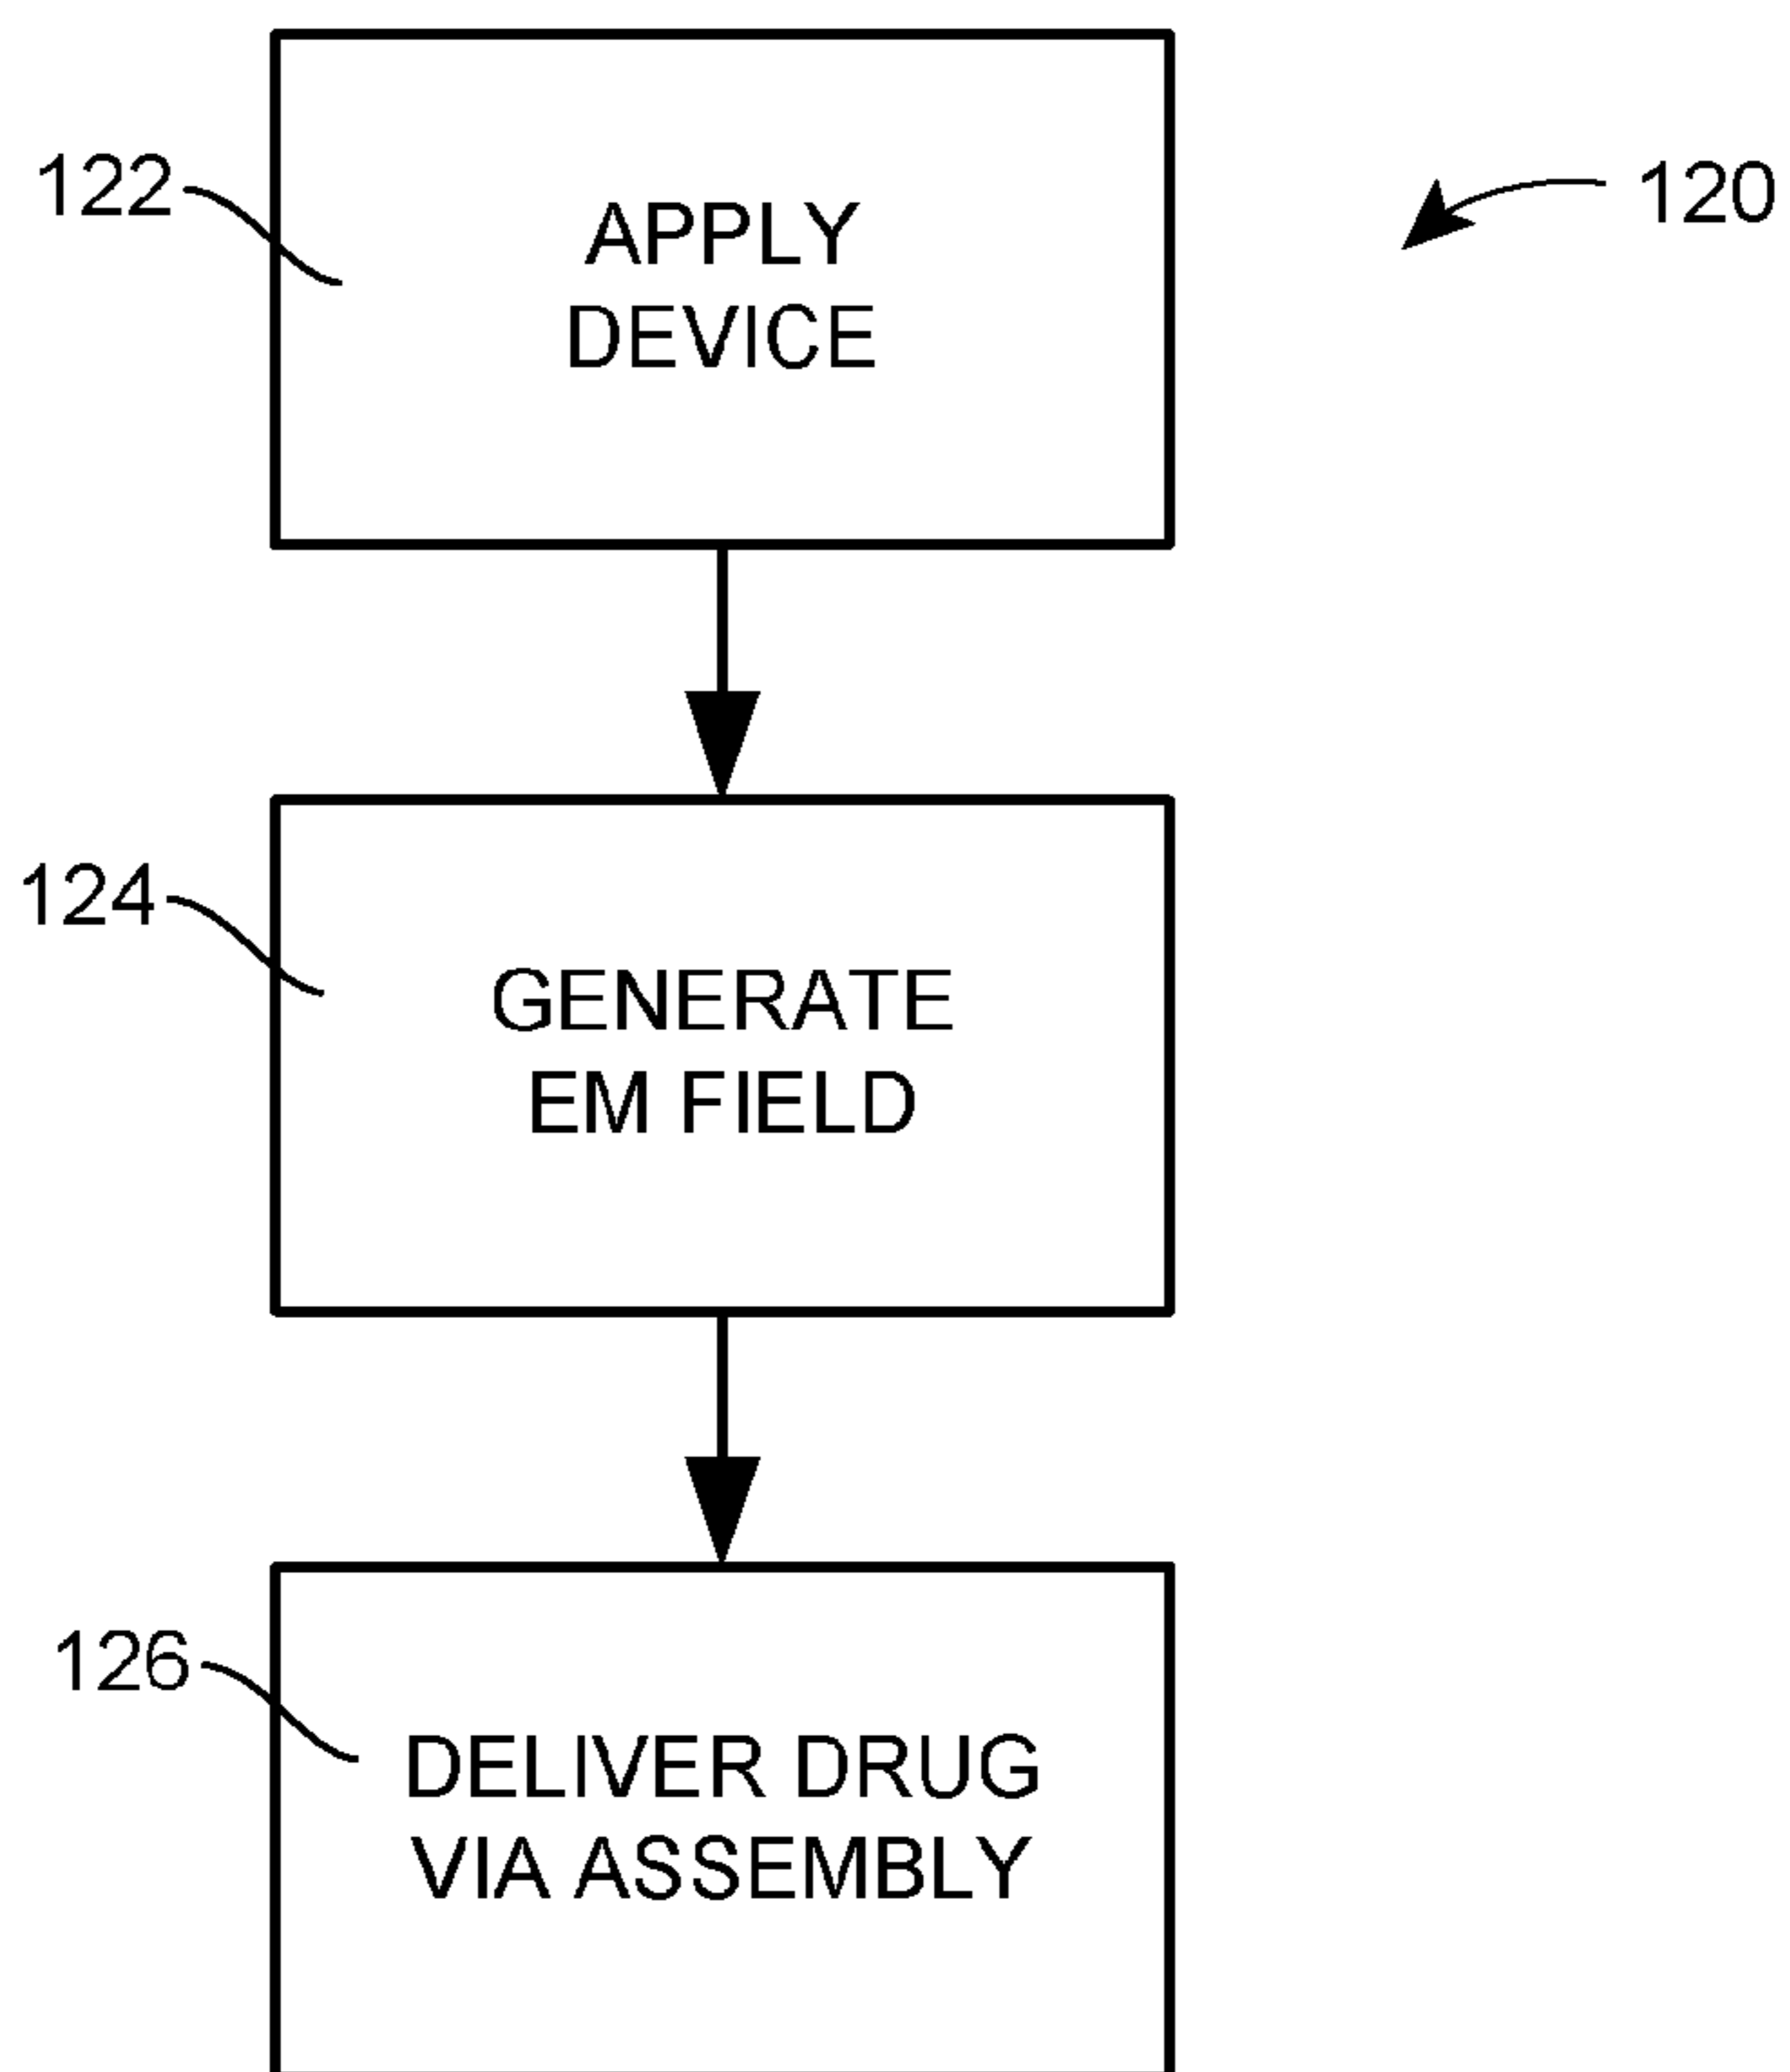 122
120
APPLY
DEVICE
124
GENERATE
EM FIELD
126
DELIVER DRUG
VIA ASSEMBLY